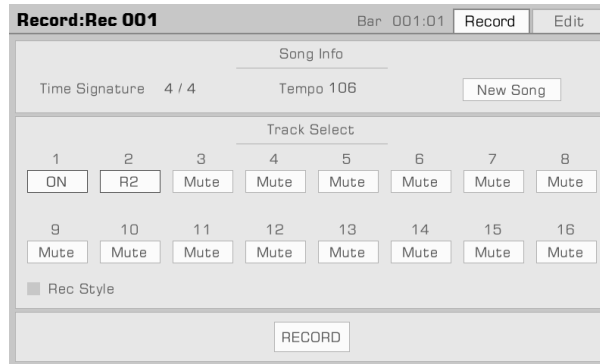 Record:Rec 001 Bar 001:01 Record Edit
Song Info
Time Signature 4 / 4 Tempo 106 New Song
Track Select
1 2 3 4 5 6 7 8
ON R2 Mute Mute Mute Mute Mute Mute
9 10 11 12 13 14 15 16
Mute Mute Mute Mute Mute Mute Mute Mute
Rec Style
RECORD